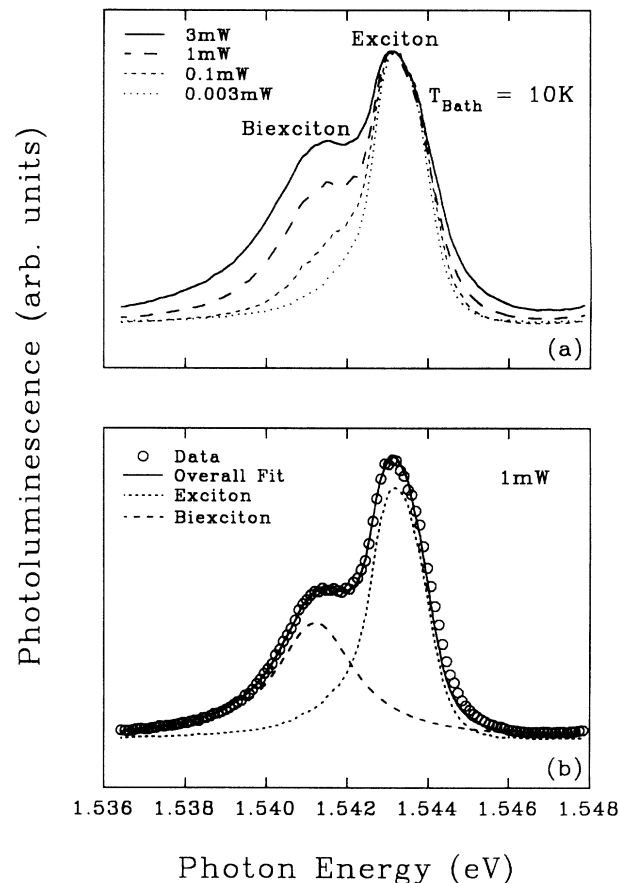 3mW
1mW
0.1mW
0.003mW
Exciton
T_Bath = 10K
Biexciton
(a)
Photoluminescence (arb. units)
Data
Overall Fit
Exciton
Biexciton
1mW
(b)
1.536 1.538 1.540 1.542 1.544 1.546 1.548
Photon Energy (eV)